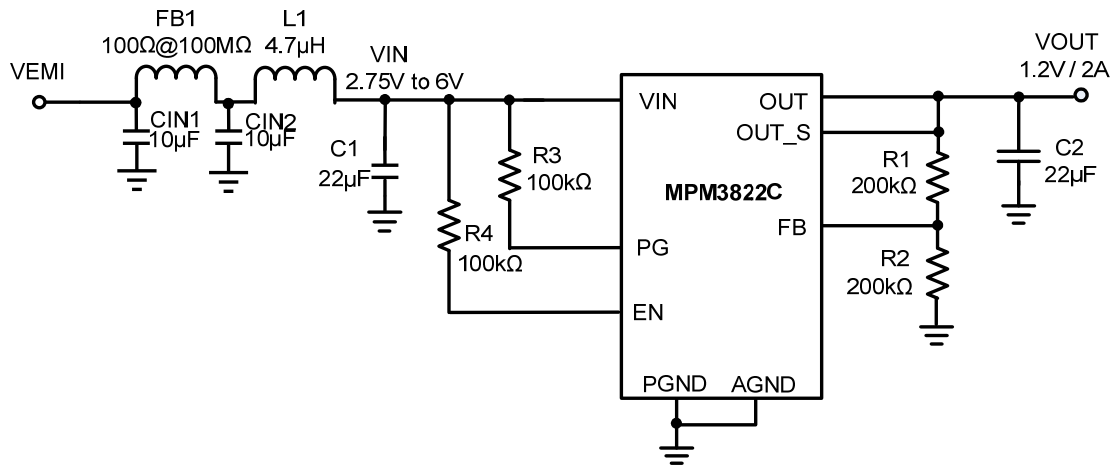 FB1
100Ω@100MΩ
L1
4.7µH
VEMI
VIN
2.75V to 6V
CIN1
10µF
CIN2
10µF
C1
22µF
R3
100kΩ
R4
100kΩ
VIN
OUT
OUT_S
MPM3822C
PG
FB
EN
PGND
AGND
VOUT
1.2V / 2A
R1
200kΩ
C2
22µF
R2
200kΩ